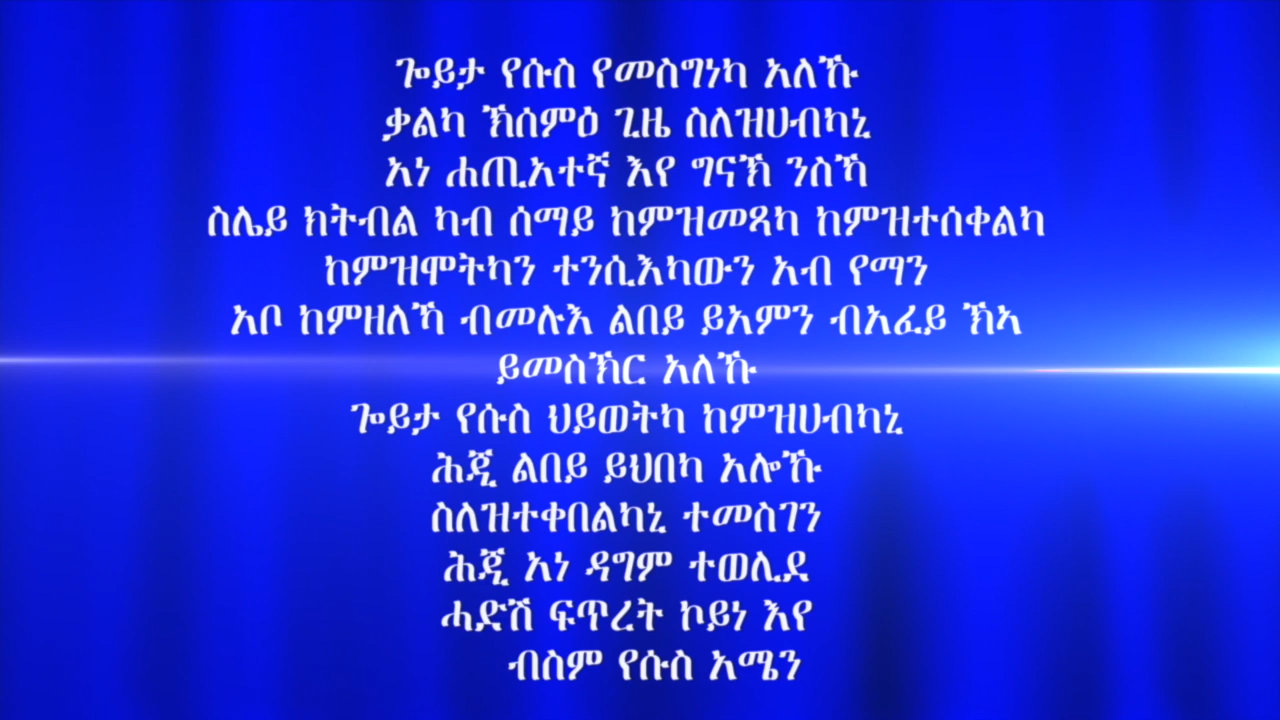 ጐይታ የሱስ የመስግነካ አለኹ
ቃልካ ኽሰምዕ ጊዜ ስለዝሀብካኒ
አነ ሐጢአተኛ እየ ግናኽ ንስኻ
ስሌይ ክትብል ካብ ሰማይ ከምዝመጻካ ከምዝተሰቀልካ
ከምዝሞትካን ተንሲእካውን አብ የማን
አቦ ከምዘለኻ ብመሉእ ልበይ ይአምን ብአፈይ ኽኣ
ይመስኽር አለኹ
ጐይታ የሱስ ህይወትካ ከምዝሀብካኒ
ሕጂ ልበይ ይህበካ አሎኹ
ስለዝተቀበልካኒ ተመስገን
ሕጂ አነ ዳግም ተወሊደ
ሓድሽ ፍጥረት ኮይነ እየ
ብስም የሱስ አሜን